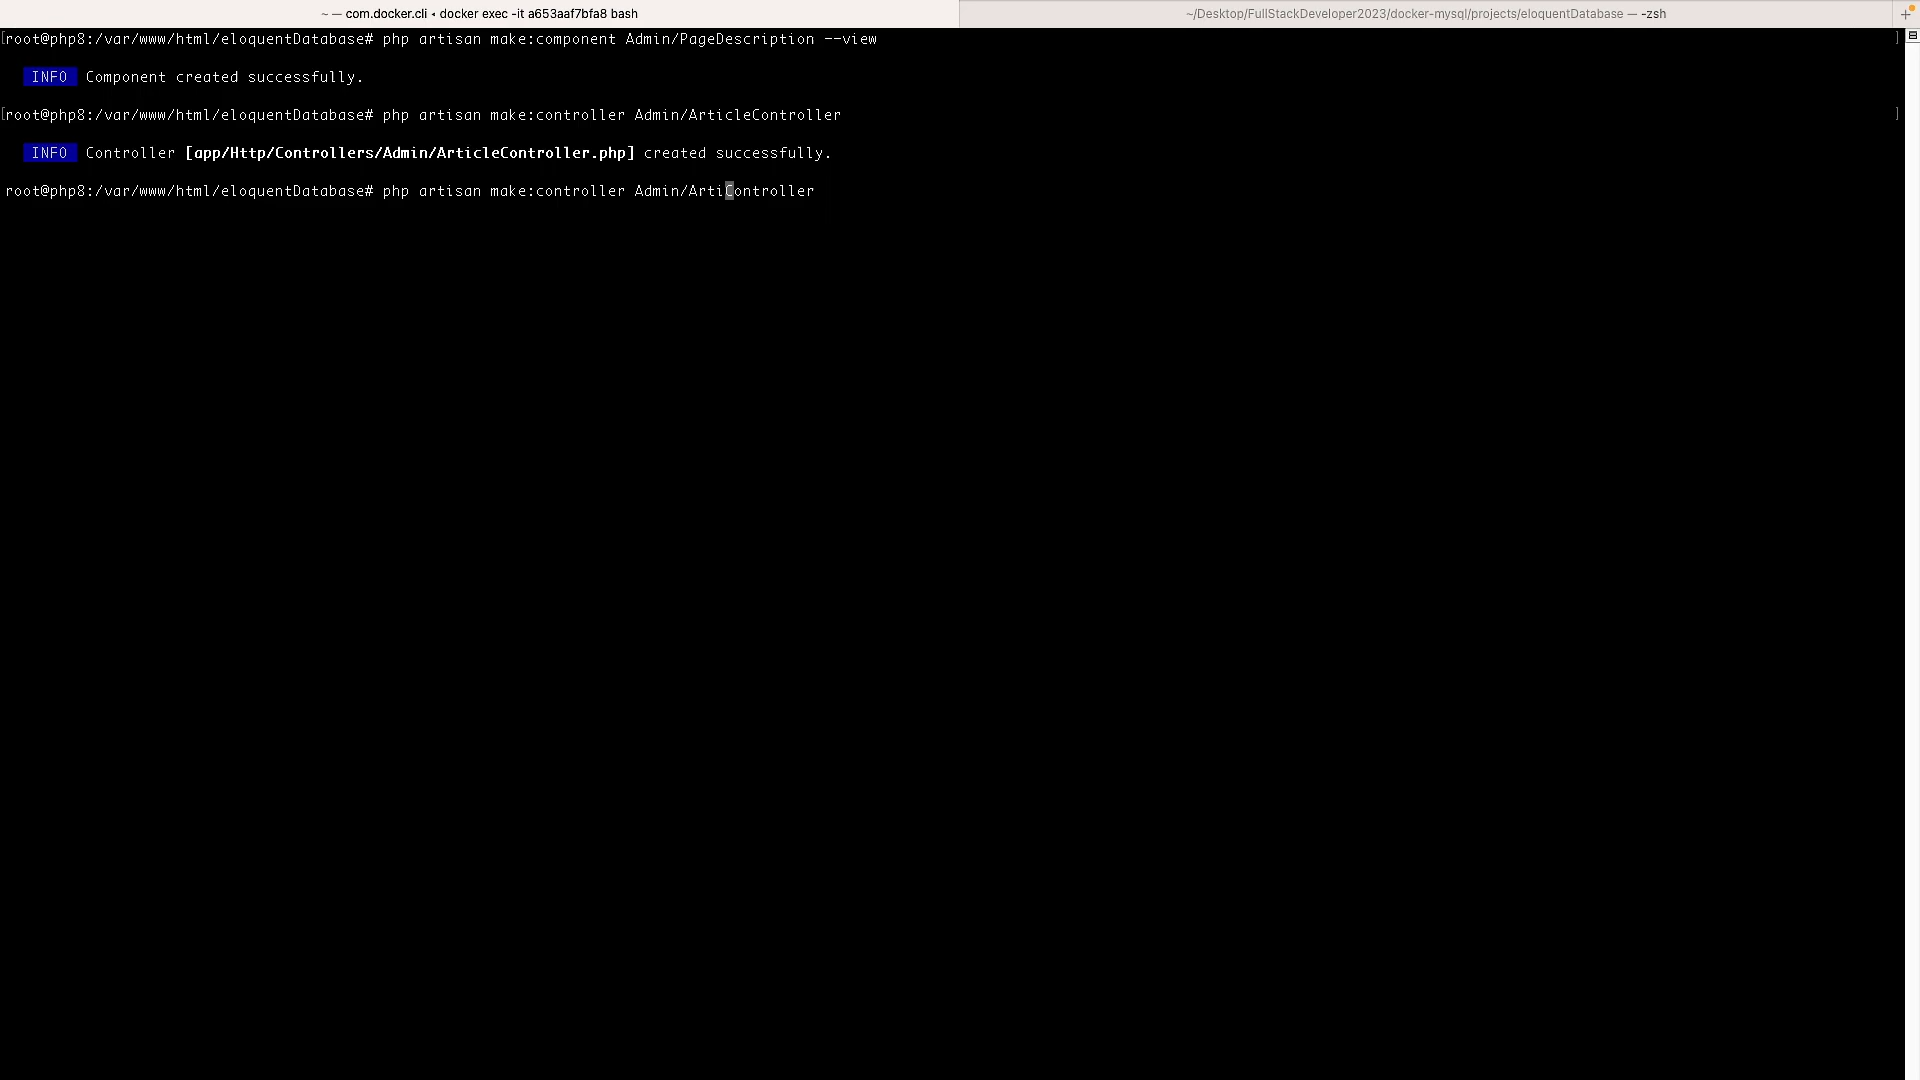 ~ — com.docker.cli • docker exec -it a653aaf7bfa8 bash
~/Desktop/FullStackDeveloper2023/docker-mysql/projects/eloquentDatabase — -zsh
[root@php8:/var/www/html/eloquentDatabase# php artisan make:component Admin/PageDescription --view ]
INFO Component created successfully.
[root@php8:/var/www/html/eloquentDatabase# php artisan make:controller Admin/ArticleController ]
INFO Controller [app/Http/Controllers/Admin/ArticleController.php] created successfully.
root@php8:/var/www/html/eloquentDatabase# php artisan make:controller Admin/ArtiController